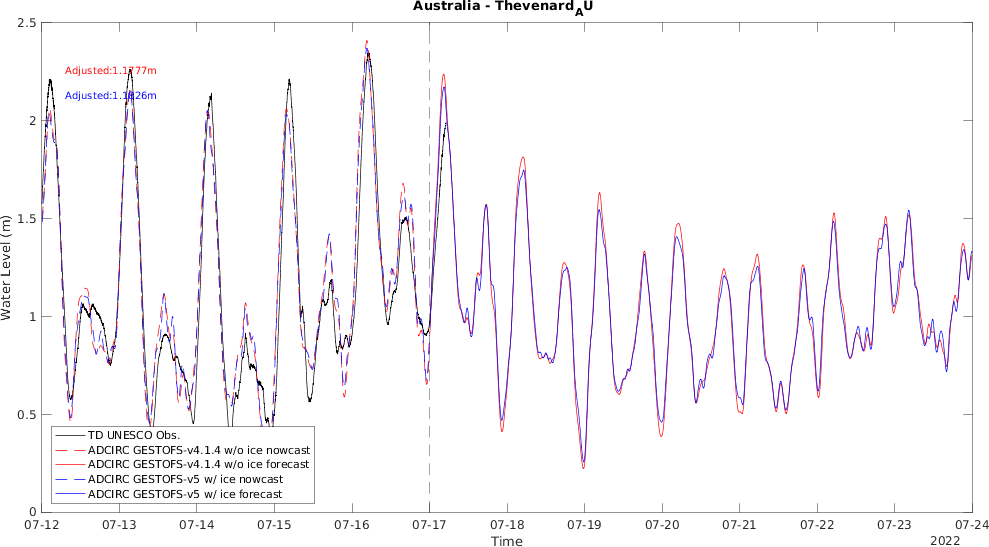 Australia - Thevenard_AU
2.5
2
1.5
1
0.5
0
Water Level (m)
Adjusted:1.1777m
Adjusted:1.1626m
TD UNESCO Obs.
ADCIRC GESTOFS-v4.1.4 w/o ice nowcast
ADCIRC GESTOFS-v4.1.4 w/o ice forecast
ADCIRC GESTOFS-v5 w/ ice nowcast
ADCIRC GESTOFS-v5 w/ ice forecast
07-12 07-13 07-14 07-15 07-16 07-17 07-18 07-19 07-20 07-21 07-22 07-23 07-24
Time
2022